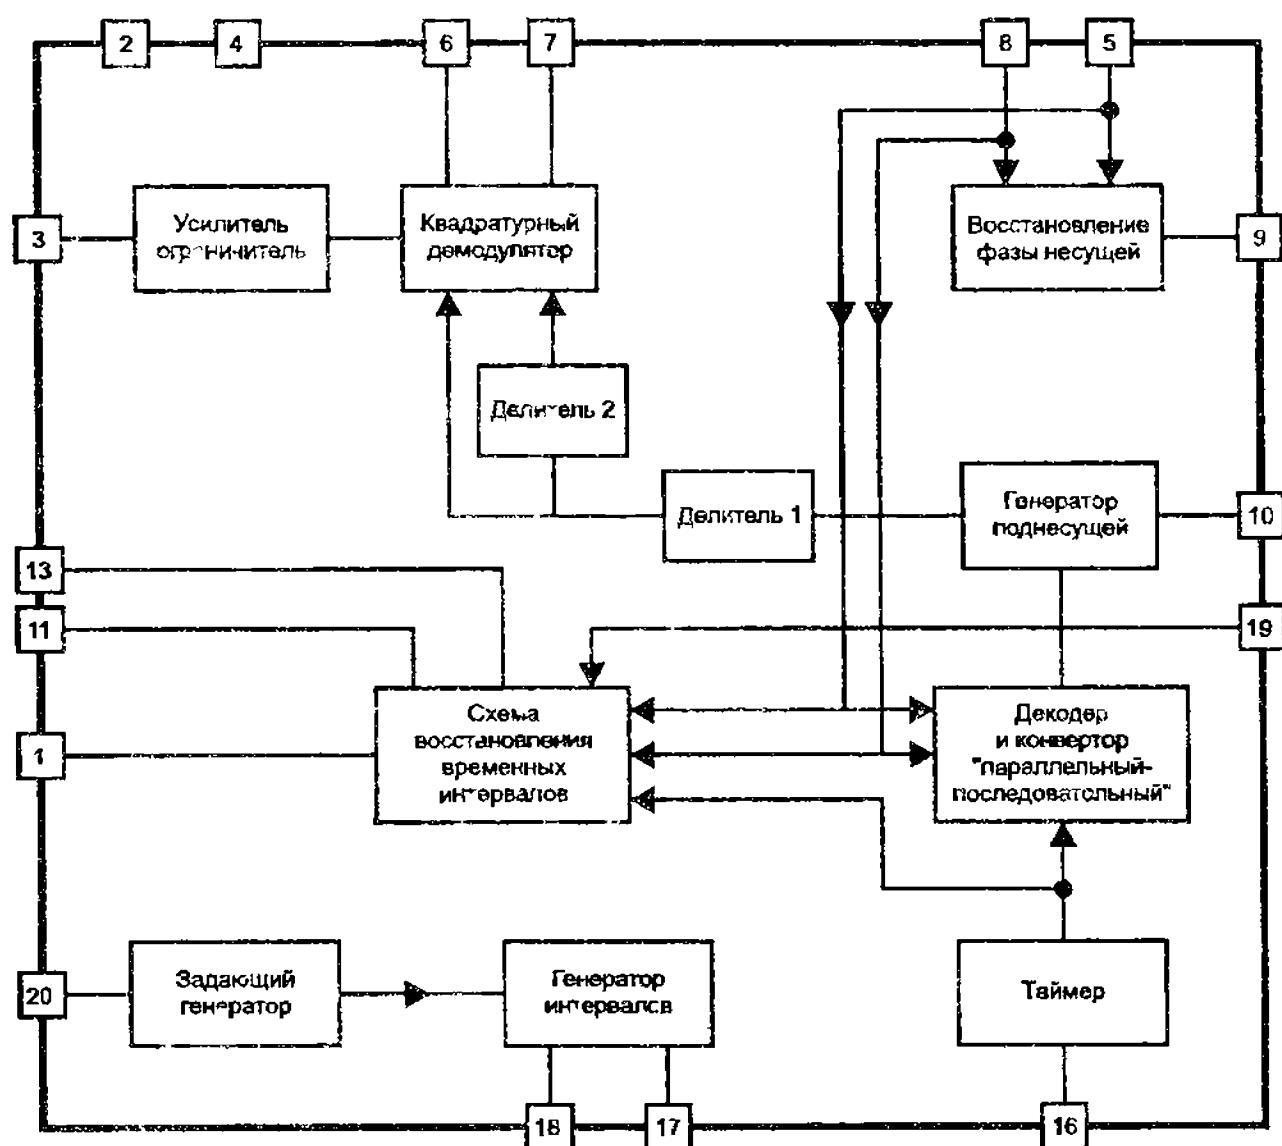 2
4
6
7
8
5
3
Усилитель
ограничитель
Квадратурный
демодулятор
Восстановление
фазы несущей
9
Делитель 2
Делитель 1
Генератор
поднесущей
10
13
11
19
1
Схема
восстановления
временных
интервалов
Декодер
и конвертор
"параллельный-
последовательный"
20
Задающий
генератор
Генератор
интервалов
Таймер
18
17
16